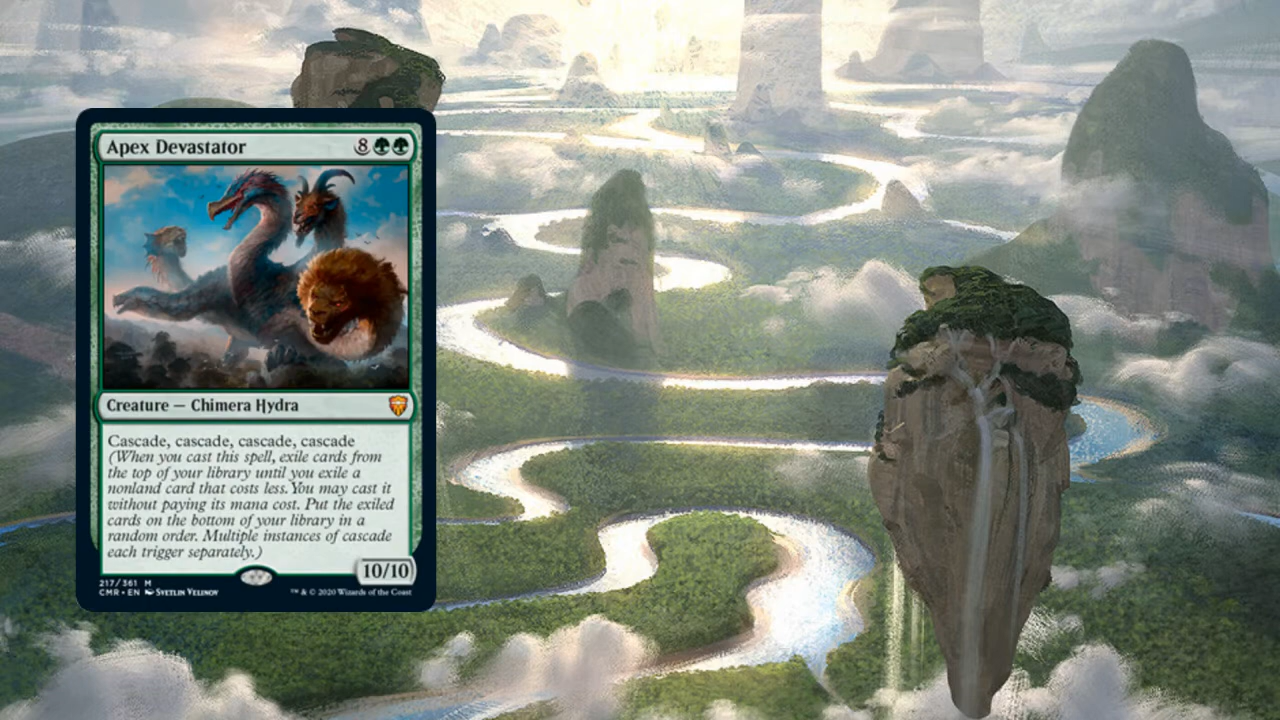 Apex Devastator 8
Creature — Chimera Hydra
Cascade, cascade, cascade, cascade
(When you cast this spell, exile cards from
the top of your library until you exile a
nonland card that costs less. You may cast it
without paying its mana cost. Put the exiled
cards on the bottom of your library in a
random order. Multiple instances of cascade
each trigger separately.)
10/10
217/361 M
CMR • EN Svetlin Velinov ™ & © 2020 Wizards of the Coast